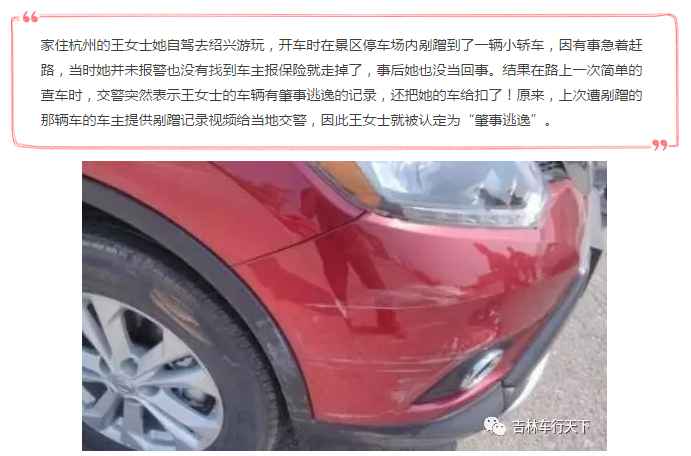 家住杭州的王女士她自驾去绍兴游玩，开车时在景区停车场内剐蹭到了一辆小轿车，因有事急着赶
路，当时她并未报警也没有找到车主报保险就走掉了，事后她也没当回事。结果在路上一次简单的
查车时，交警突然表示王女士的车辆有肇事逃逸的记录，还把她的车给扣了！原来，上次遭剐蹭的
那辆车的车主提供剐蹭记录视频给当地交警，因此王女士就被认定为“肇事逃逸”。
吉林车行天下